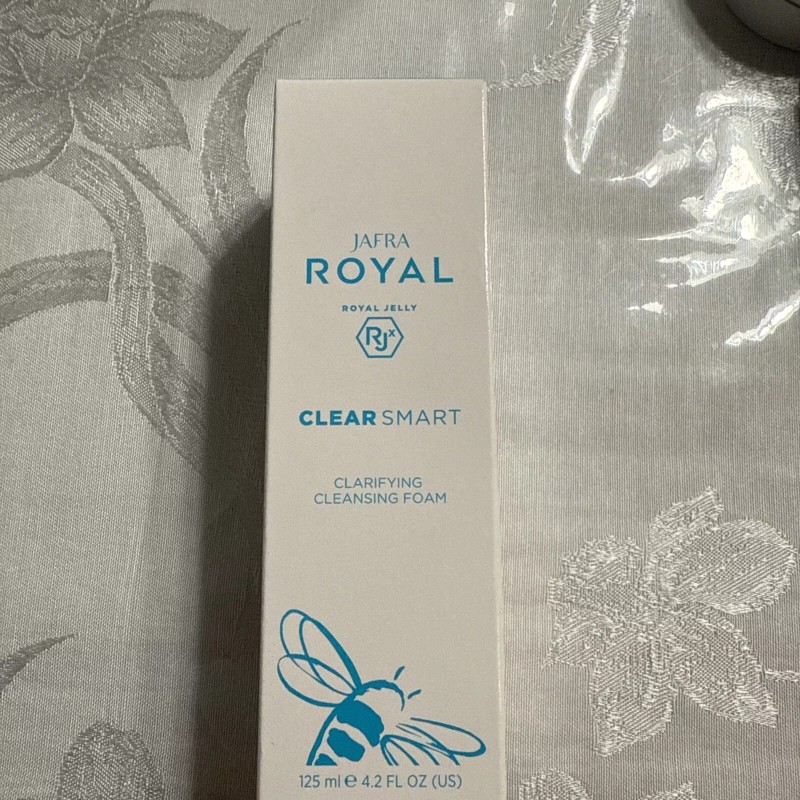 JAFRA
ROYAL
ROYAL JELLY
RJx
CLEAR SMART
CLARIFYING
CLEANSING FOAM
125 ml ℮ 4.2 FL OZ (US)